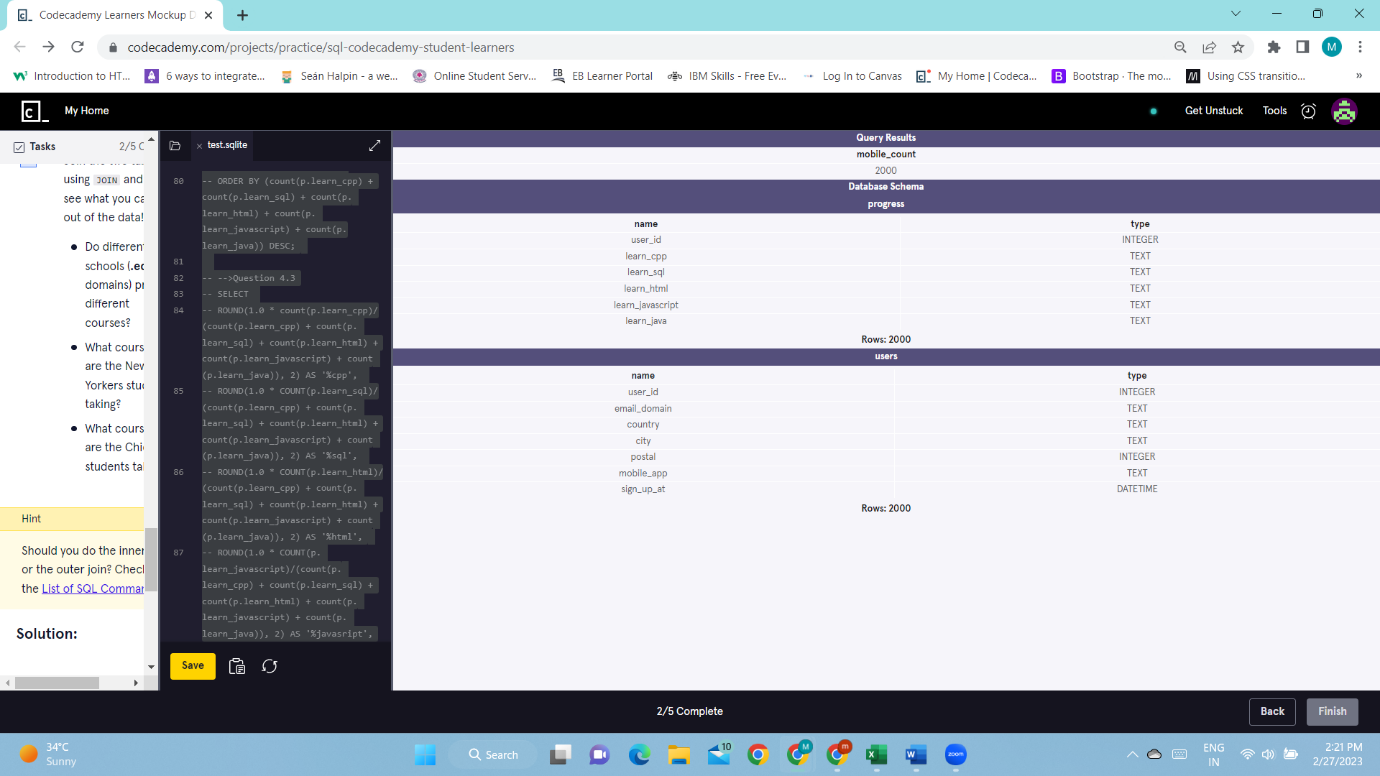 Codecademy Learners Mockup D
codecademy.com/projects/practice/sql-codecademy-student-learners
M
Introduction to HT...
6 ways to integrate...
Seán Halpin - a we...
Online Student Serv...
EB Learner Portal
IBM Skills - Free Ev...
Log In to Canvas
My Home | Codeca...
Bootstrap · The mo...
Using CSS transitio...
»
My Home
Get Unstuck
Tools
Tasks
2/5 C
using JOIN and
see what you ca
out of the data!
• Do differen
schools (.ed
domains) pr
different
courses?
• What cours
are the New
Yorkers stu
taking?
• What cours
are the Chi
students ta
Hint
Should you do the inner
or the outer join? Chec
the List of SQL Comman
Solution:
test.sqlite
80 -- ORDER BY (count(p.learn_cpp) +
count(p.learn_sql) + count(p.
learn_html) + count(p.
learn_javascript) + count(p.
learn_java)) DESC;
81
82 -- -->Question 4.3
83 -- SELECT
84 -- ROUND(1.0 * count(p.learn_cpp)/
(count(p.learn_cpp) + count(p.
learn_sql) + count(p.learn_html) +
count(p.learn_javascript) + count
(p.learn_java)), 2) AS '%cpp',
85 -- ROUND(1.0 * COUNT(p.learn_sql)/
(count(p.learn_cpp) + count(p.
learn_sql) + count(p.learn_html) +
count(p.learn_javascript) + count
(p.learn_java)), 2) AS '%sql',
86 -- ROUND(1.0 * COUNT(p.learn_html)/
(count(p.learn_cpp) + count(p.
learn_sql) + count(p.learn_html) +
count(p.learn_javascript) + count
(p.learn_java)), 2) AS '%html',
87 -- ROUND(1.0 * COUNT(p.
learn_javascript)/(count(p.
learn_cpp) + count(p.learn_sql) +
count(p.learn_html) + count(p.
learn_javascript) + count(p.
learn_java)), 2) AS '%javasript',
Save
Query Results
mobile_count
2000
Database Schema
progress
name type
user_id INTEGER
learn_cpp TEXT
learn_sql TEXT
learn_html TEXT
learn_javascript TEXT
learn_java TEXT
Rows: 2000
users
name type
user_id INTEGER
email_domain TEXT
country TEXT
city TEXT
postal INTEGER
mobile_app TEXT
sign_up_at DATETIME
Rows: 2000
2/5 Complete
Back
Finish
34°C
Sunny
Search
10
M
m
zoom
ENG
IN
2:21 PM
2/27/2023